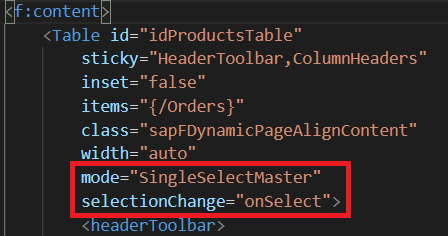 <f:content>
<Table id="idProductsTable"
sticky="HeaderToolbar,ColumnHeaders"
inset="false"
items="{/Orders}"
class="sapFDynamicPageAlignContent"
width="auto"
mode="SingleSelectMaster"
selectionChange="onSelect">
<headerToolbar>